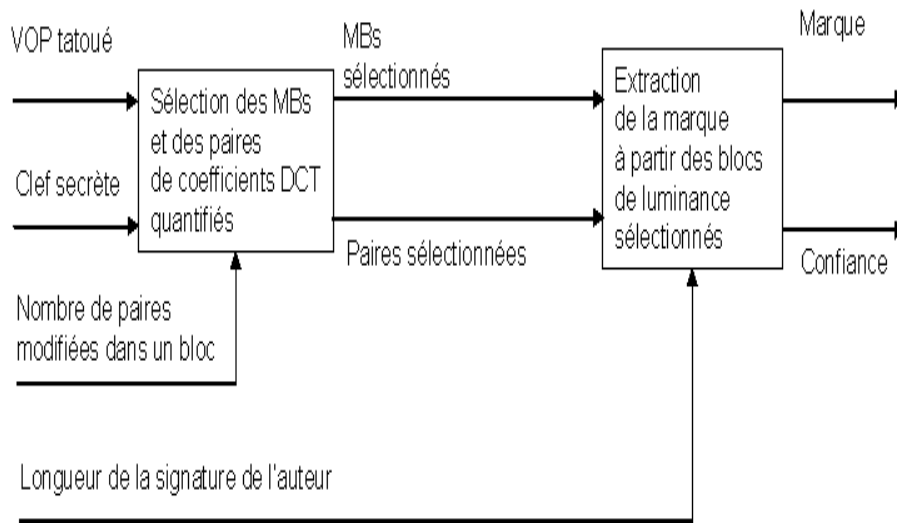 VOP tatoué
MBs
sélectionnés
Marque
Sélection des MBs
et des paires
de coefficients DCT
quantifiés
Extraction
de la marque
à partir des blocs
de luminance
sélectionnés
Clef secrète
Paires sélectionnées
Confiance
Nombre de paires
modifiées dans un bloc
Longueur de la signature de l'auteur